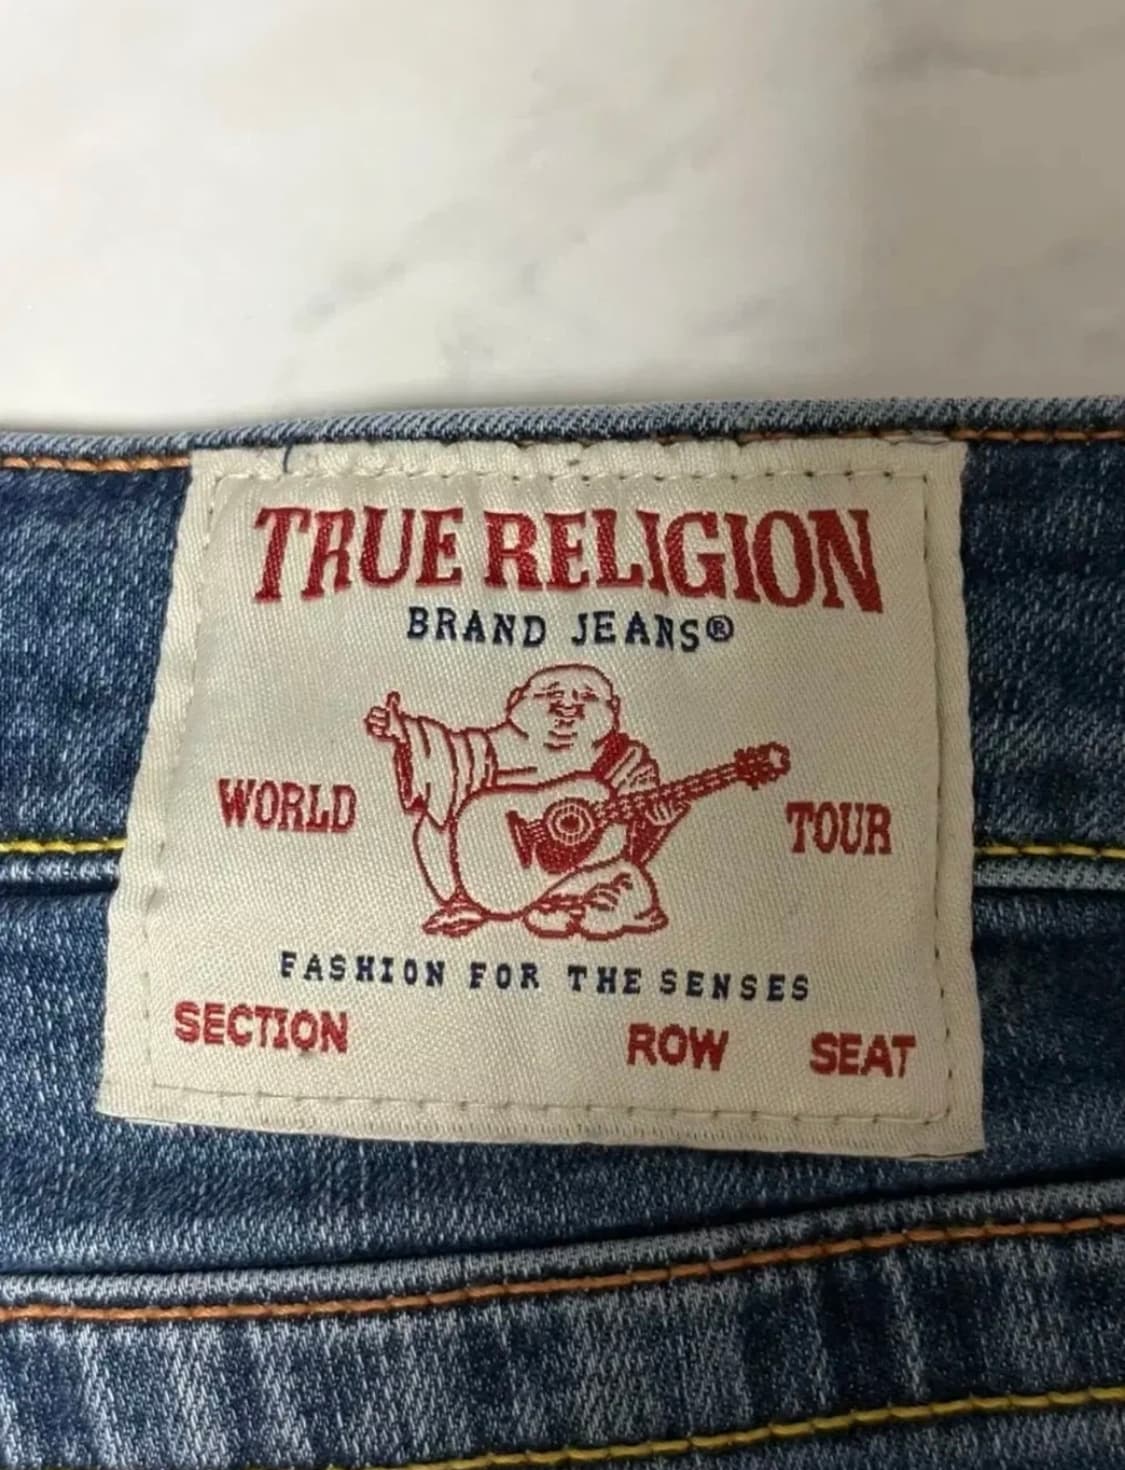 TRUE RELIGION
BRAND JEANS®
WORLD TOUR
FASHION FOR THE SENSES
SECTION ROW SEAT